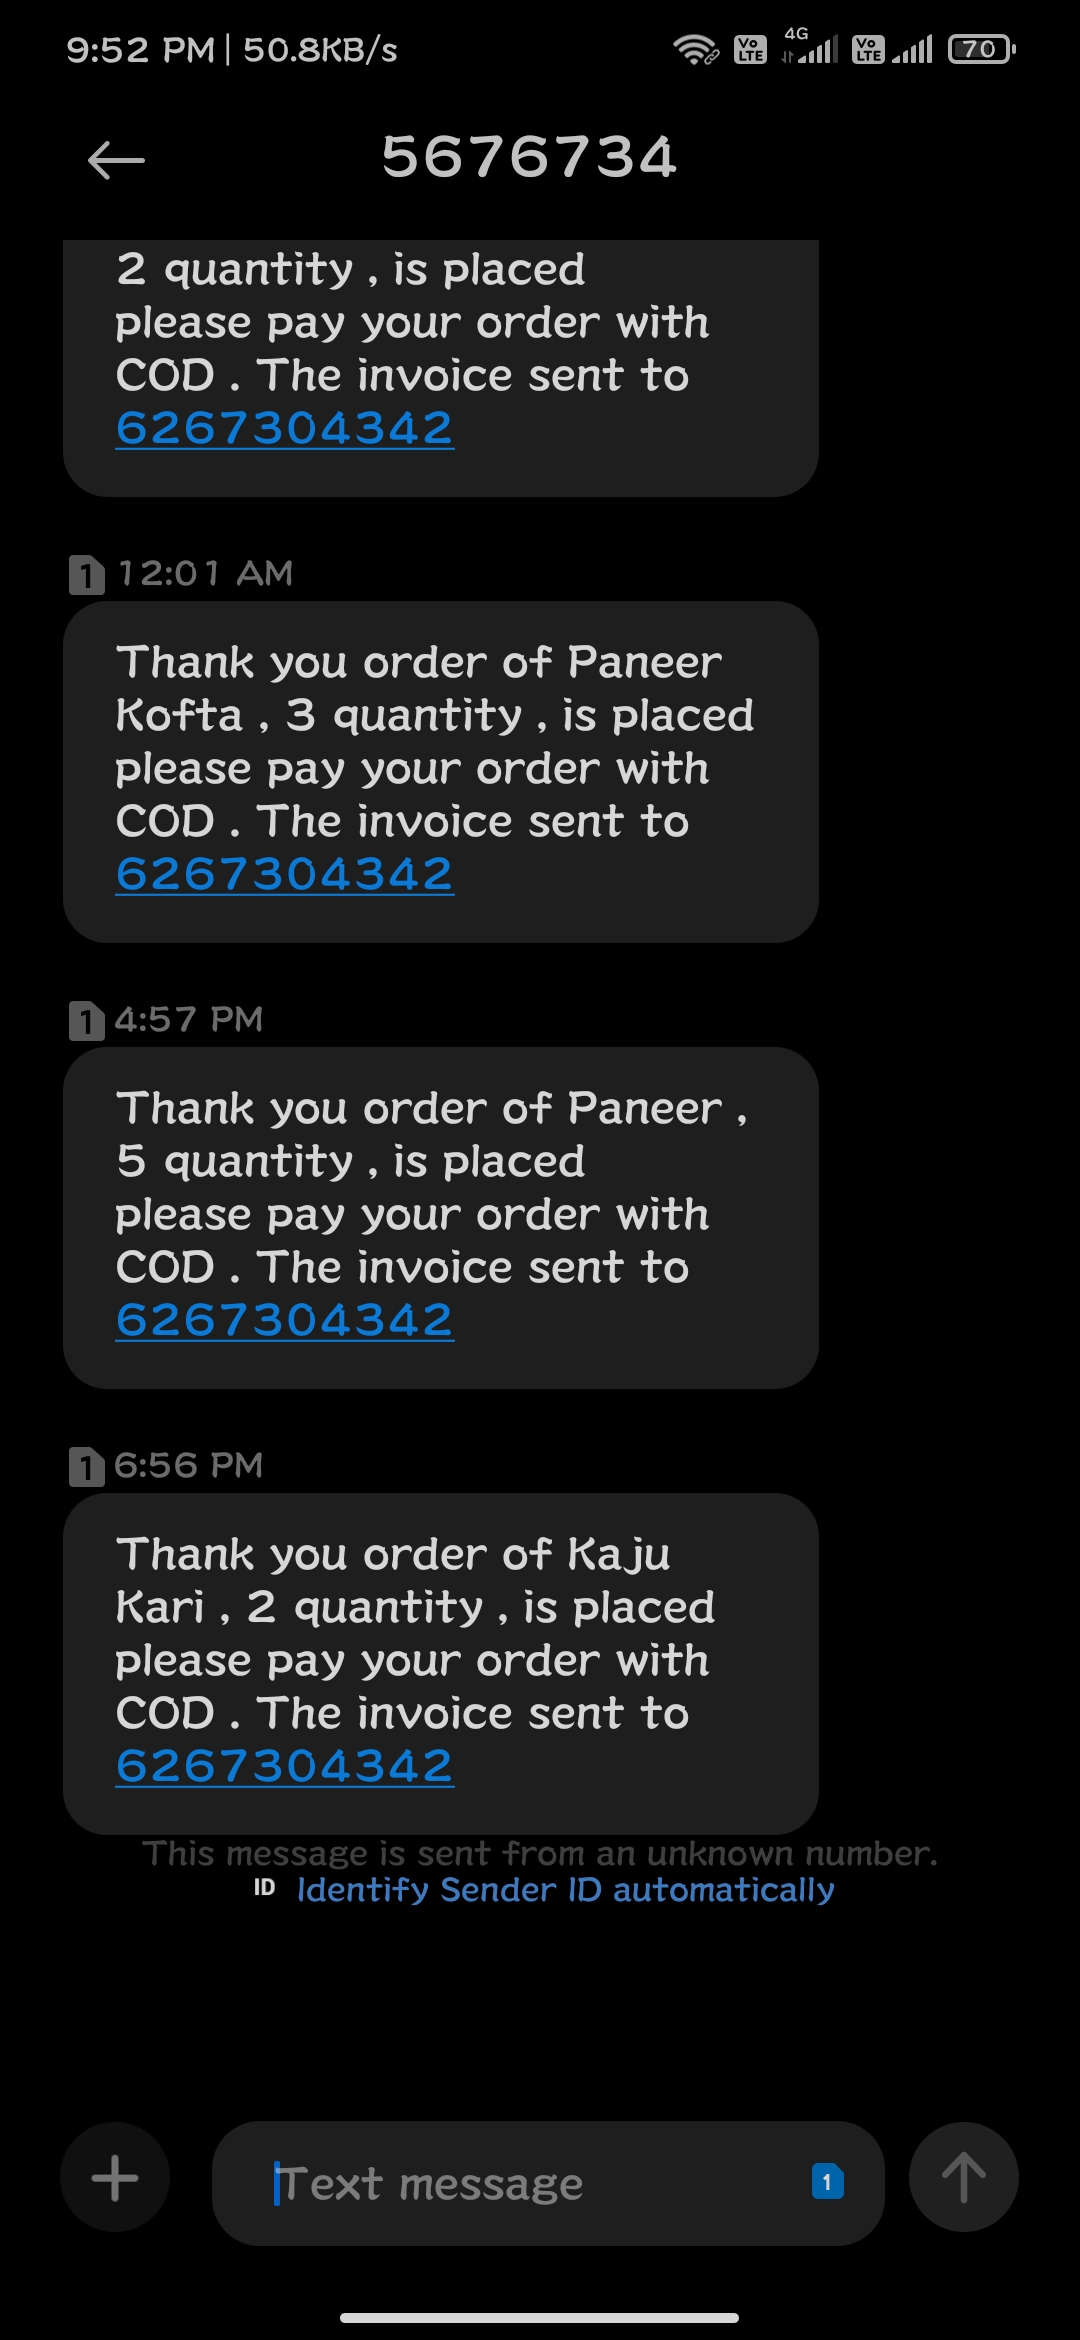 9:52 PM | 50.8KB/s
Vo LTE 4G Vo LTE 70
5676734
2 quantity , is placed
please pay your order with
COD . The invoice sent to
6267304342
1 12:01 AM
Thank you order of Paneer
Kofta , 3 quantity , is placed
please pay your order with
COD . The invoice sent to
6267304342
1 4:57 PM
Thank you order of Paneer ,
5 quantity , is placed
please pay your order with
COD . The invoice sent to
6267304342
1 6:56 PM
Thank you order of Kaju
Kari , 2 quantity , is placed
please pay your order with
COD . The invoice sent to
6267304342
This message is sent from an unknown number.
ID Identify Sender ID automatically
Text message 1